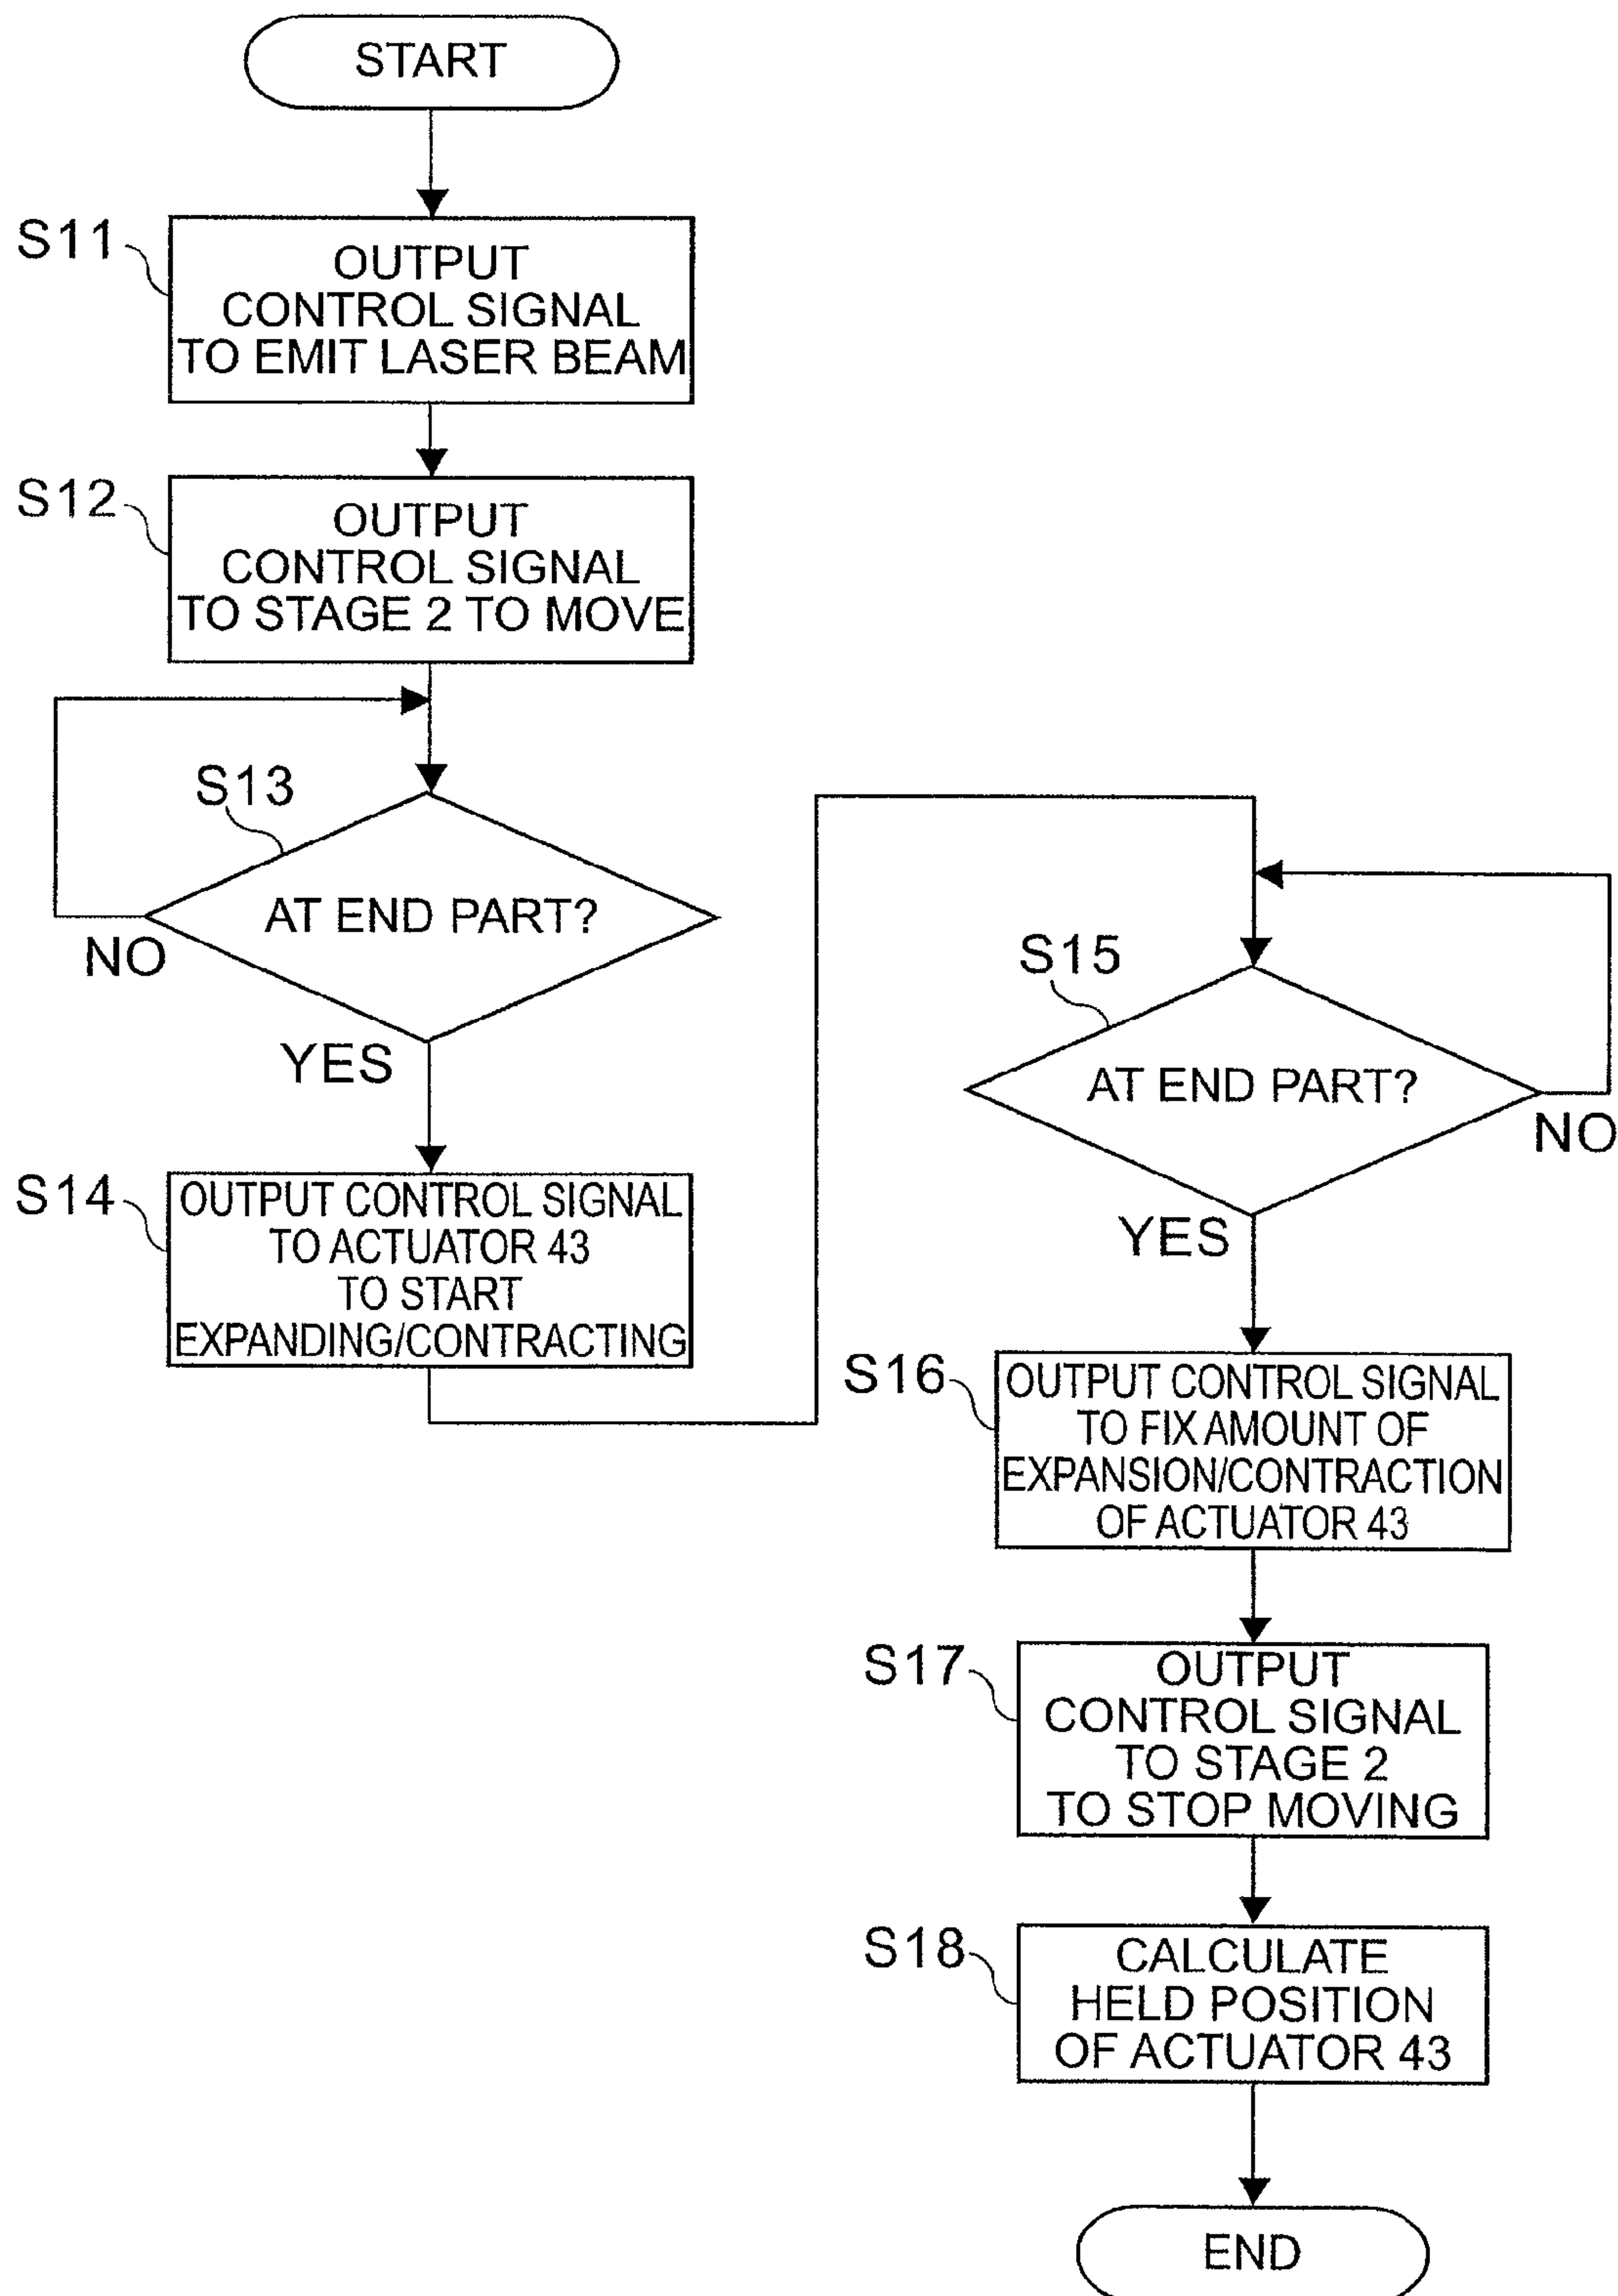 START
S11
OUTPUT
CONTROL SIGNAL
TO EMIT LASER BEAM
S12
OUTPUT
CONTROL SIGNAL
TO STAGE 2 TO MOVE
S13
AT END PART?
NO
YES
S14
OUTPUT CONTROL SIGNAL
TO ACTUATOR 43
TO START
EXPANDING/CONTRACTING
S15
AT END PART?
NO
YES
S16
OUTPUT CONTROL SIGNAL
TO FIX AMOUNT OF
EXPANSION/CONTRACTION
OF ACTUATOR 43
S17
OUTPUT
CONTROL SIGNAL
TO STAGE 2
TO STOP MOVING
S18
CALCULATE
HELD POSITION
OF ACTUATOR 43
END